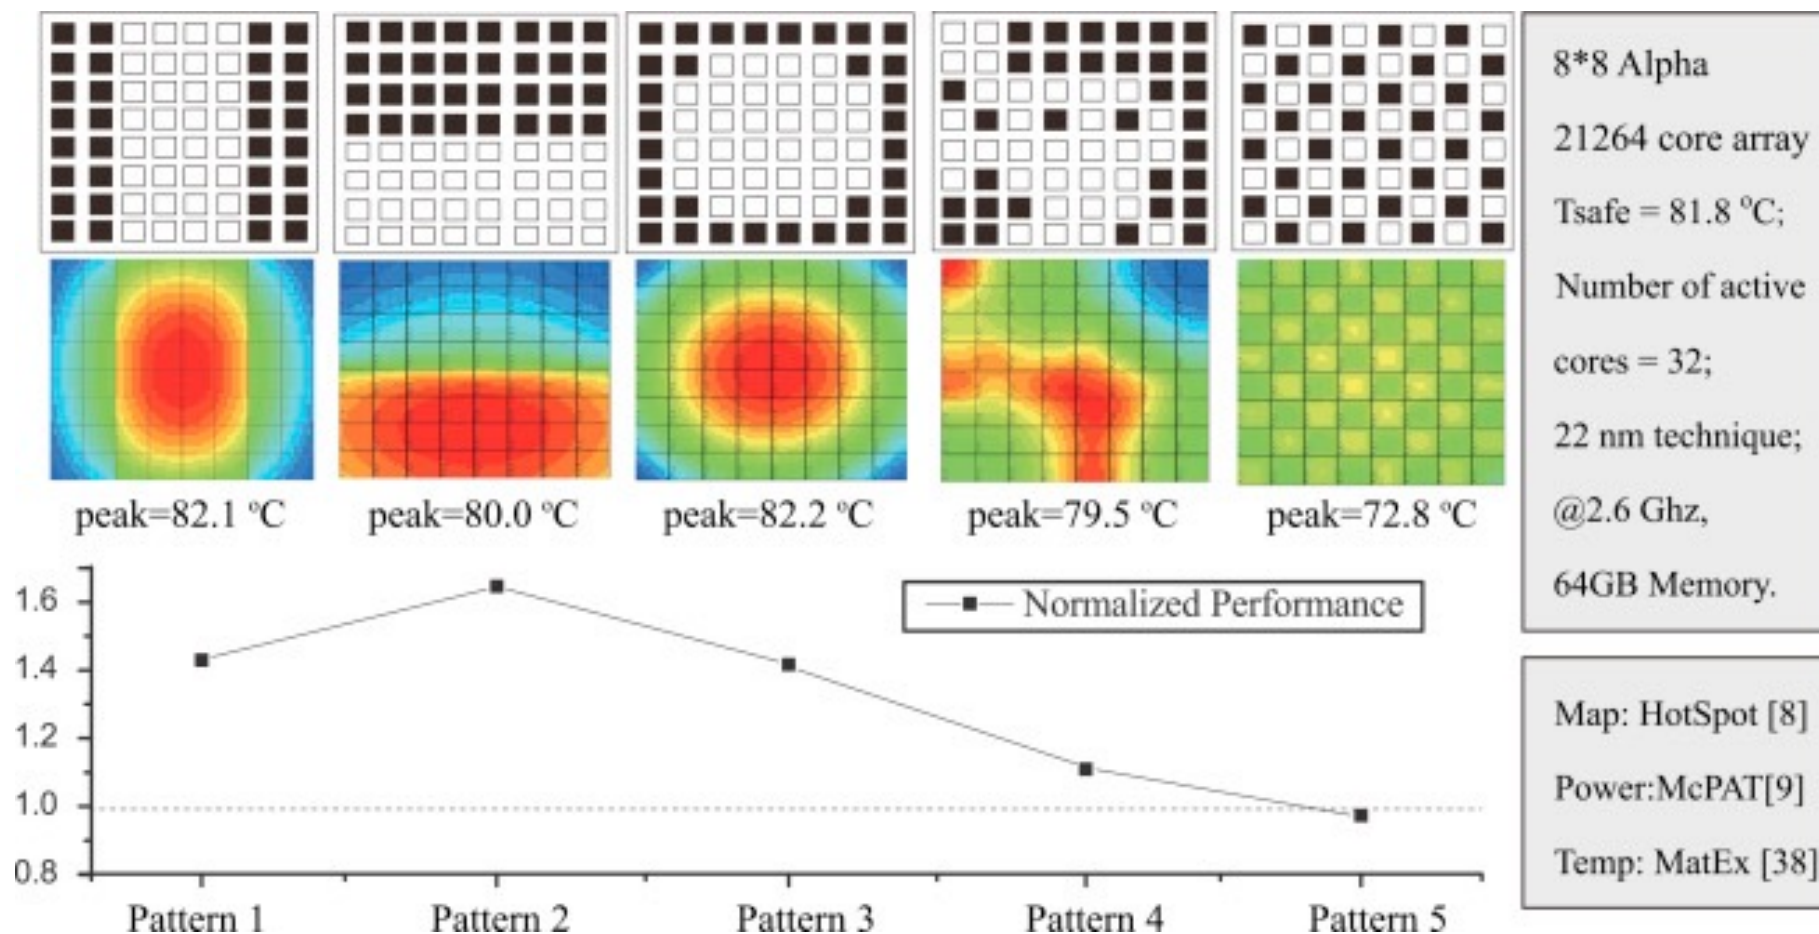 8*8 Alpha
21264 core array
Tsafe = 81.8 °C;
Number of active
cores = 32;
22 nm technique;
@2.6 Ghz,
64GB Memory.
peak=82.1 °C
peak=80.0 °C
peak=82.2 °C
peak=79.5 °C
peak=72.8 °C
Normalized Performance
1.6
1.4
1.2
1.0
0.8
Pattern 1
Pattern 2
Pattern 3
Pattern 4
Pattern 5
Map: HotSpot [8]
Power:McPAT[9]
Temp: MatEx [38]